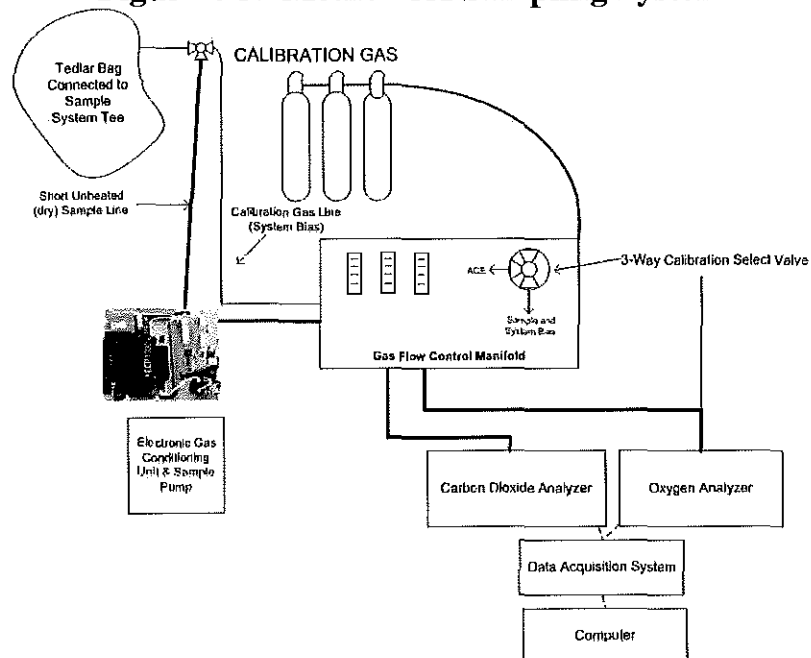 CALIBRATION GAS
Tedlar Bag
Connected to
Sample
System Tee
Short Unheated
(dry) Sample Line
Calibration Gas Line
(System Bias)
ACE
3-Way Calibration Select Valve
Sample and
System Bias
Gas Flow Control Manifold
Electronic Gas
Conditioning
Unit & Sample
Pump
Carbon Dioxide Analyzer
Oxygen Analyzer
Data Acquisition System
Computer